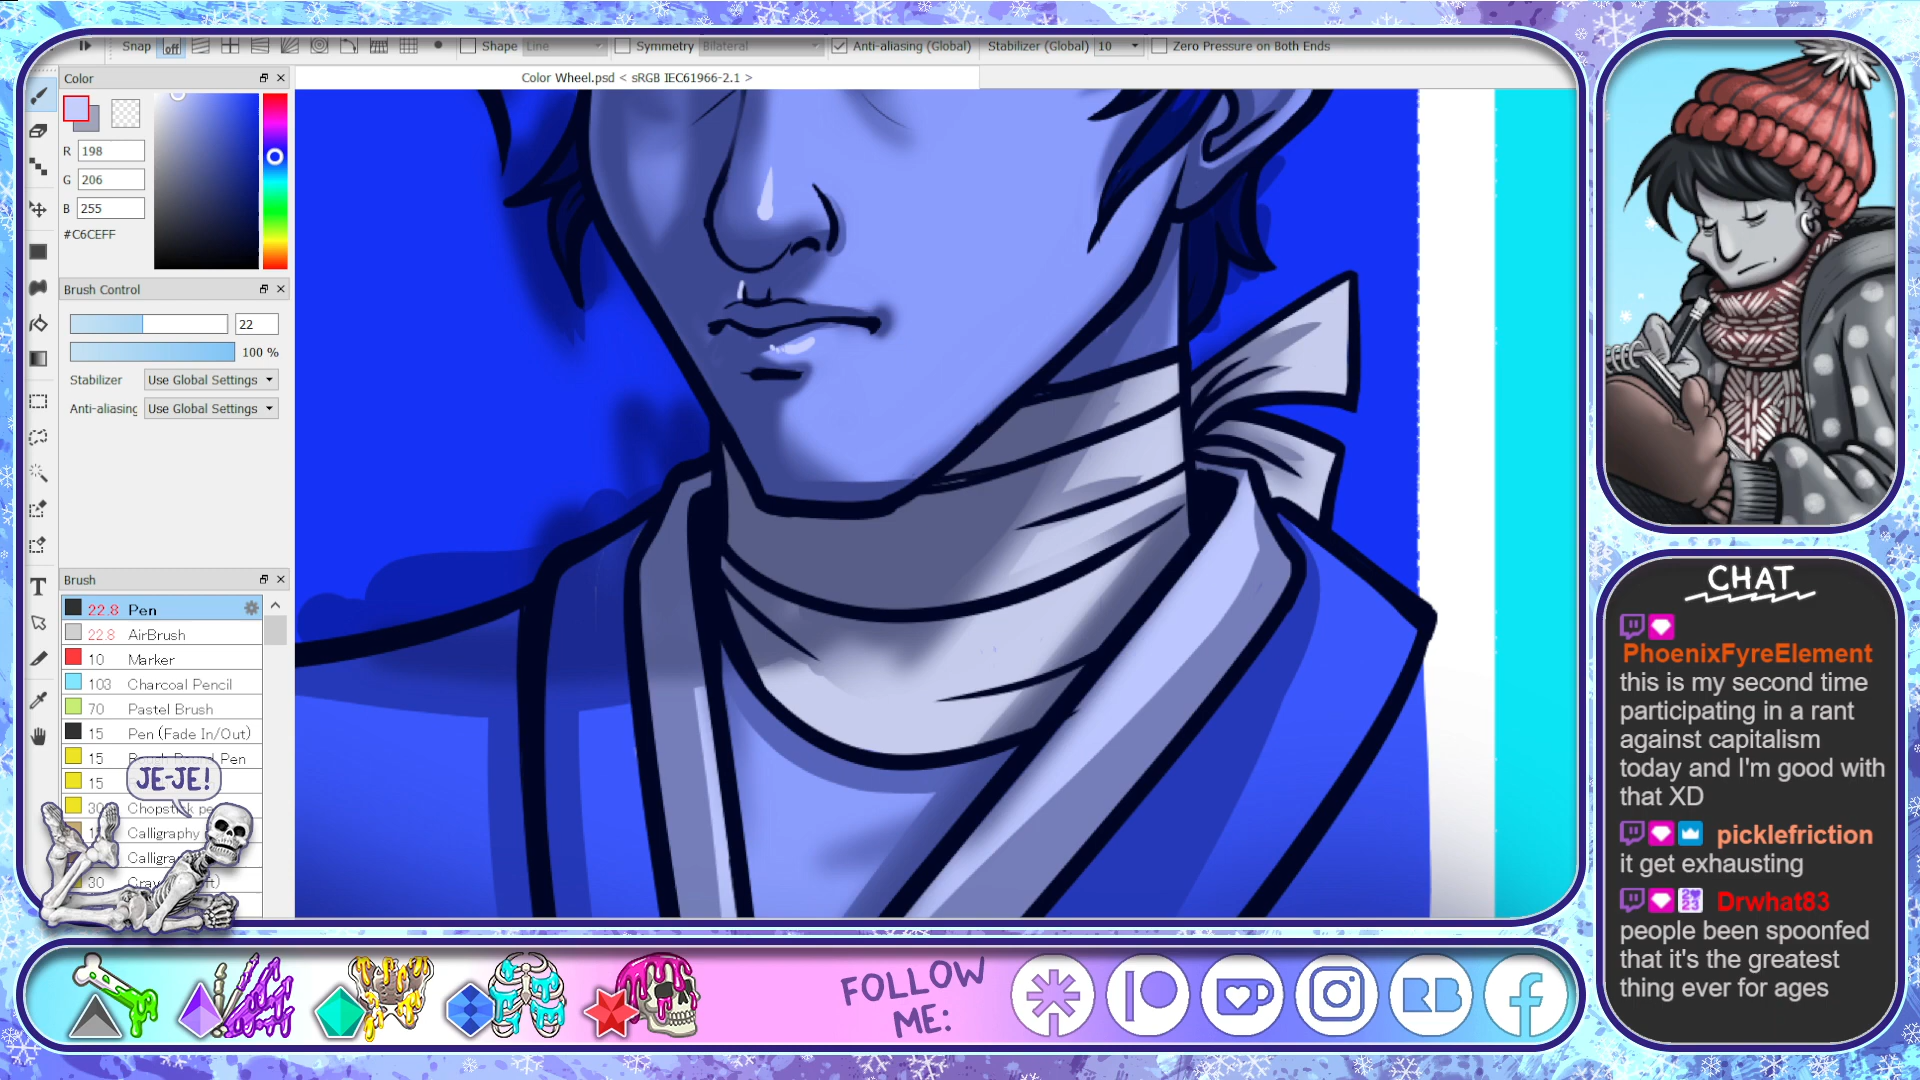 Snap off Shape Line Symmetry Bilateral Anti-aliasing (Global) Stabilizer (Global) 10 Zero Pressure on Both Ends
Color
Color Wheel.psd < sRGB IEC61966-2.1 >
R 198
G 206
B 255
#C6CEFF
Brush Control
22
100 %
Stabilizer Use Global Settings
Anti-aliasing Use Global Settings
Brush
22.8 Pen
22.8 AirBrush
10 Marker
103 Charcoal Pencil
70 Pastel Brush
15 Pen (Fade In/Out)
15 Pen
15
30 Chopstick pe
Calligraphy
Calligra
30
JE-JE!
T
FOLLOW
ME:
RB
CHAT
PhoenixFyreElement
this is my second time
participating in a rant
against capitalism
today and I'm good with
that XD
picklefriction
it get exhausting
Drwhat83
people been spoonfed
that it's the greatest
thing ever for ages